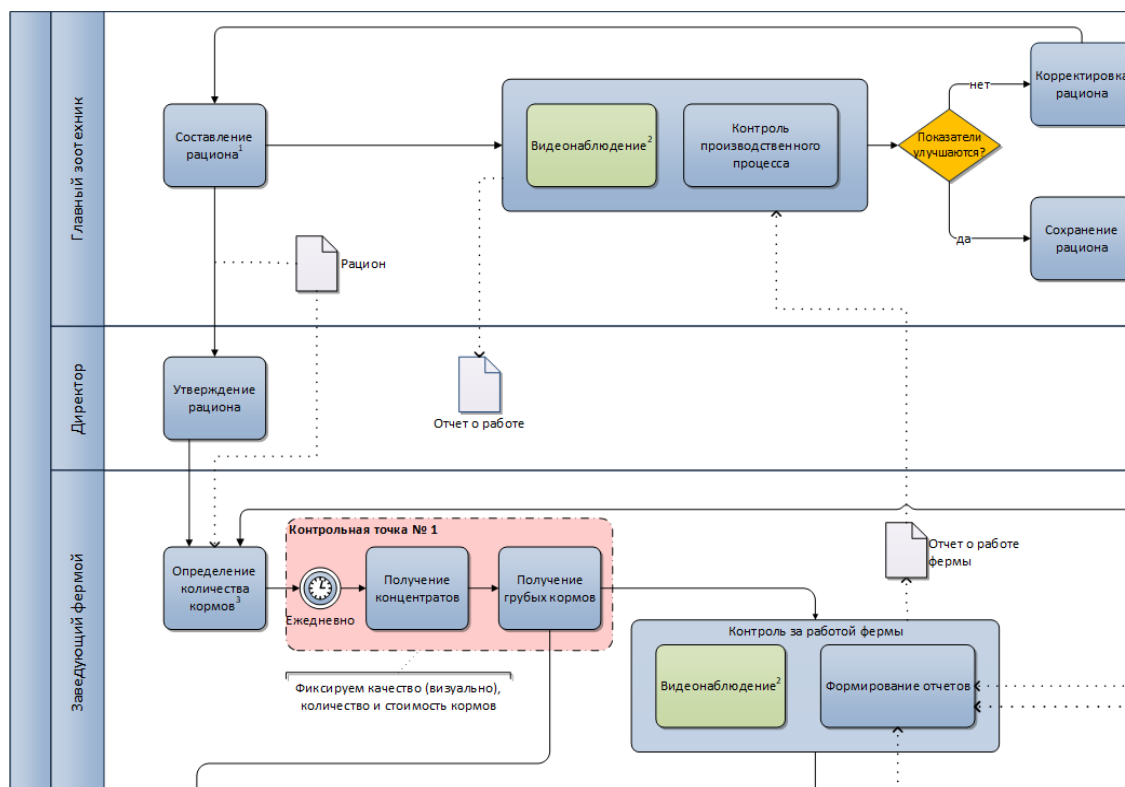 Главный зоотехник
Составление
рациона1
Видеонаблюдение2
Контроль
производственного
процесса
Показатели
улучшаются?
нет
Корректировка
рациона
да
Сохранение
рациона
Рацион
Директор
Утверждение
рациона
Отчет о работе
Заведующий фермой
Определение
количества
кормов3
Контрольная точка № 1
Ежедневно
Получение
концентратов
Получение
грубых кормов
Фиксируем качество (визуально),
количество и стоимость кормов
Отчет о работе
фермы
Контроль за работой фермы
Видеонаблюдение2
Формирование отчетов